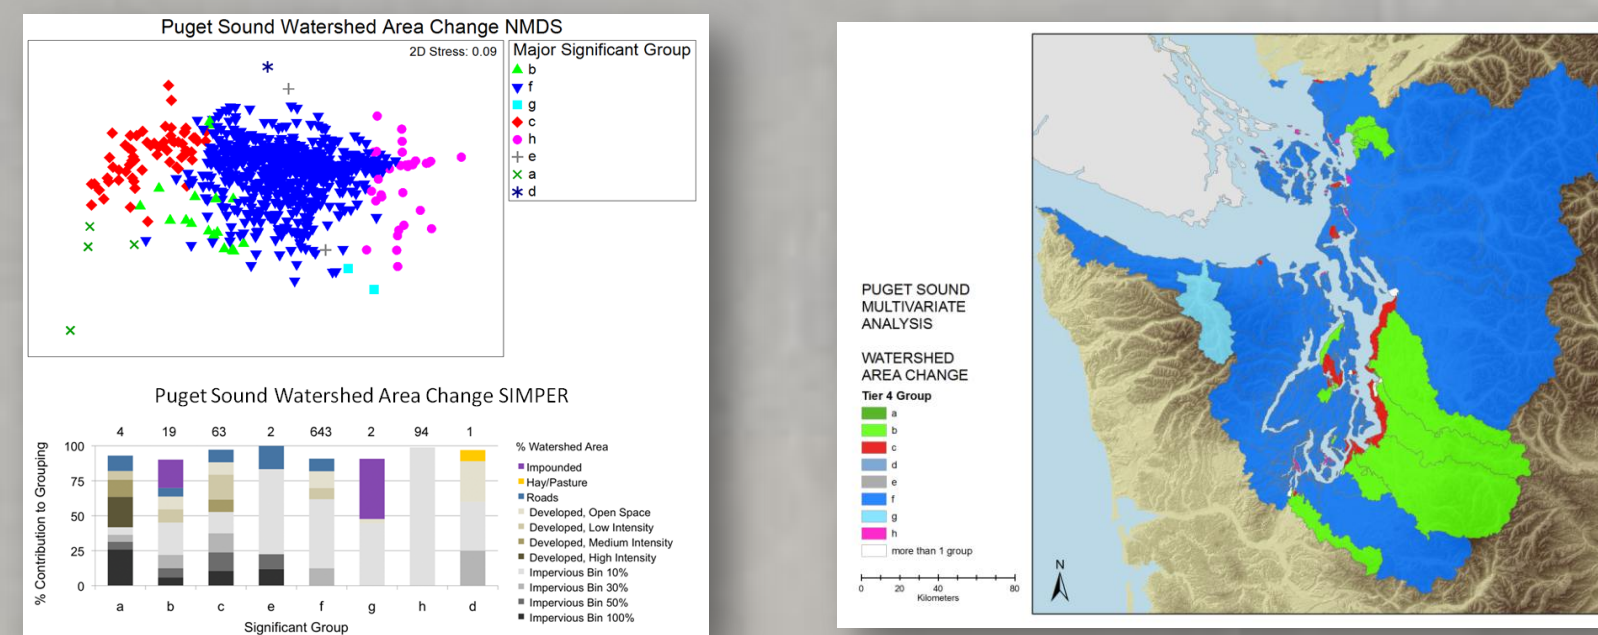 Puget Sound Watershed Area Change NMDS
2D Stress: 0.09
Major Significant Group
b
f
g
c
h
e
a
d
Puget Sound Watershed Area Change SIMPER
% Contribution to Grouping
4 19 63 2 643 2 94 1
100
75
50
25
0
a b c e f g h d
Significant Group
% Watershed Area
Impounded
Hay/Pasture
Roads
Developed, Open Space
Developed, Low Intensity
Developed, Medium Intensity
Developed, High Intensity
Impervious Bin 10%
Impervious Bin 30%
Impervious Bin 50%
Impervious Bin 100%
PUGET SOUND
MULTIVARIATE
ANALYSIS
WATERSHED
AREA CHANGE
Tier 4 Group
a
b
c
d
e
f
g
h
more than 1 group
0 20 40 80
Kilometers
N